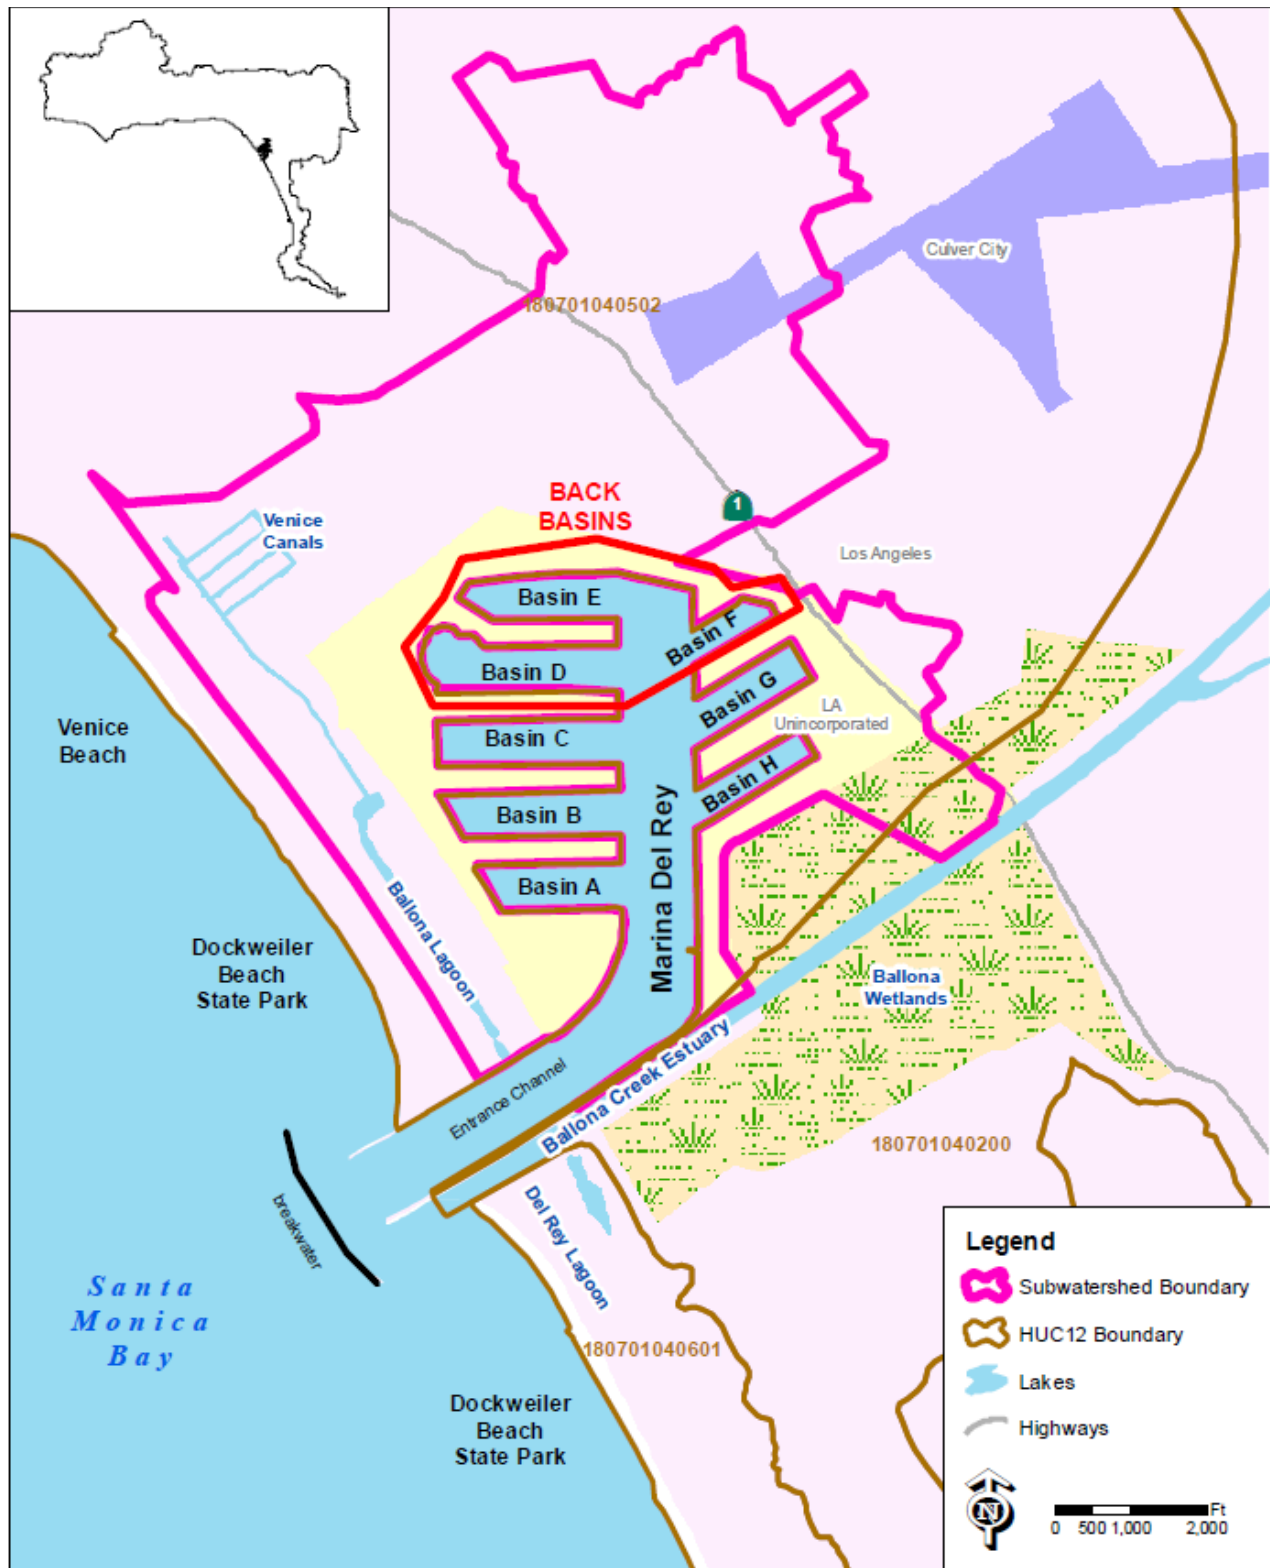 Culver City
180701040502
BACK
BASINS
1
Venice
Canals
Los Angeles
Basin E
Basin F
Basin D
Basin G
LA
Unincorporated
Venice
Beach
Basin C
Basin H
Basin B
Marina Del Rey
Basin A
Ballona Lagoon
Dockweiler
Beach
State Park
Ballona
Wetlands
Entrance Channel
Ballona Creek Estuary
180701040200
breakwater
Del Rey Lagoon
Santa
Monica
Bay
180701040601
Dockweiler
Beach
State Park
Legend
Subwatershed Boundary
HUC12 Boundary
Lakes
Highways
N
Ft
0 500 1,000 2,000